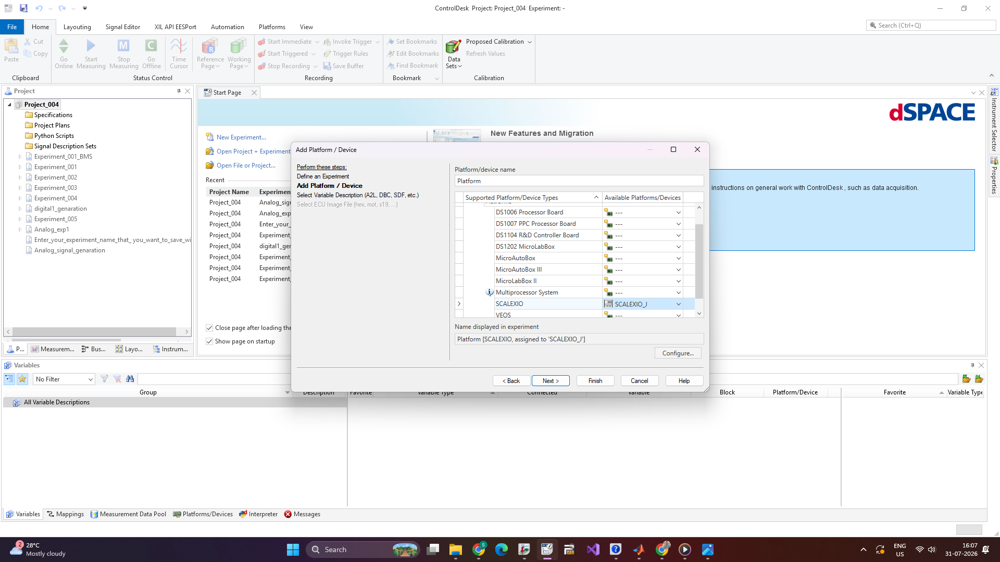 ControlDesk Project: Project_004 Experiment: -
File Home Layouting Signal Editor XIL API EESPort Automation Platforms View
Search (Ctrl+Q)
Paste
Cut
Copy
Clipboard
Go Online
Start Measuring
Stop Measuring
Go Offline
Time Cursor
Reference Page
Working Page
Status Control
Start Immediate
Start Triggered
Stop Recording
Invoke Trigger
Trigger Rules
Save Buffer
Recording
Set Bookmarks
Edit Bookmarks
Find Bookmark
Bookmark
Data Sets
Proposed Calibration
Refresh Values
Calibration
Project
Project_004
Specifications
Project Plans
Python Scripts
Signal Description Sets
Experiment_001_BMS
Experiment_001
Experiment_002
Experiment_003
Experiment_004
digital1_genaration
Experiment_005
Analog_exp1
Enter_your_experiment_name_that_ you_want_to_save_wi
Analog_signal_genaration
P... Measurem... Bus... Layo... Instrum...
Start Page
dSPACE
New Experiment...
Open Project + Experiment
Open File or Project...
Recent
Project Name Experimen
Project_004 Analog_sig
Project_004 Analog_exp
Project_004 Enter_your_
Project_004 Experiment_
Project_004 digital1_gen
Project_004 Experiment_
Project_004 Experiment_
Project_004 Experiment_
Close page after loading the
Show page on startup
New Features and Migration
instructions on general work with ControlDesk , such as data acquisition.
Instrument Selector
Properties
Add Platform / Device
Perform these steps:
Define an Experiment
Add Platform / Device
Select Variable Description (A2L, DBC, SDF, etc.)
Select ECU Image File (hex, mot, s19, ...)
Platform/device name
Platform
Supported Platform/Device Types Available Platforms/Devices
DS1006 Processor Board ---
DS1007 PPC Processor Board ---
DS1104 R&D Controller Board ---
DS1202 MicroLabBox ---
MicroAutoBox ---
MicroAutoBox III ---
MicroLabBox II ---
Multiprocessor System ---
SCALEXIO SCALEXIO_J
VEOS ---
Name displayed in experiment
Platform [SCALEXIO, assigned to 'SCALEXIO_J']
Configure...
< Back Next > Finish Cancel Help
Variables
No Filter
Group Description Favorite Variable Type Connected Variable Block Platform/Device Favorite Variable Type
All Variable Descriptions
Variables Mappings Measurement Data Pool Platforms/Devices Interpreter Messages
2
28°C
Mostly cloudy
Search
S
ENG
US
16:07
31-07-2026